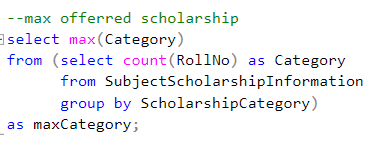 --max offerred scholarship
select max(Category)
from (select count(RollNo) as Category
from SubjectScholarshipInformation
group by ScholarshipCategory)
as maxCategory;